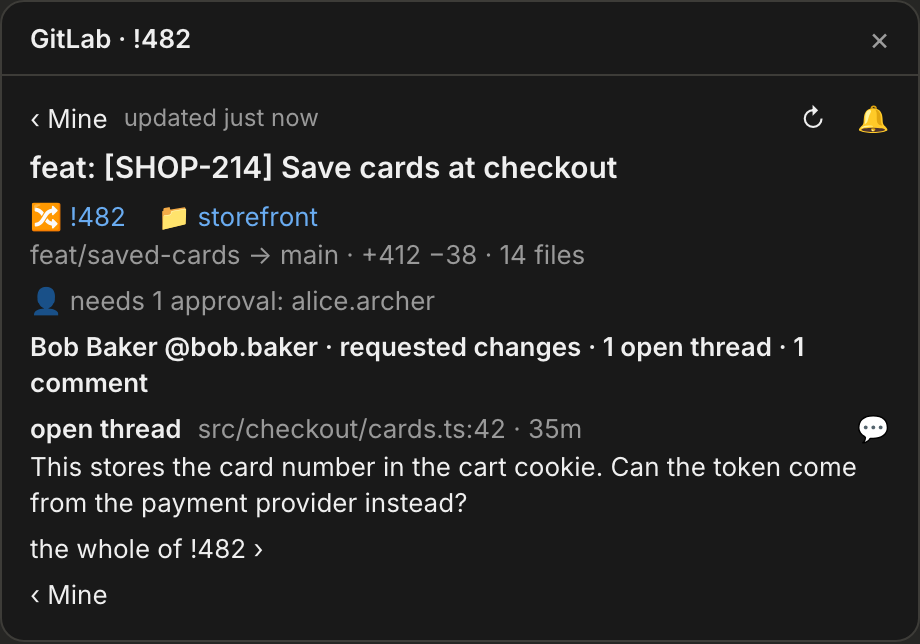 GitLab · !482
‹ Mine updated just now
feat: [SHOP-214] Save cards at checkout
!482 storefront
feat/saved-cards → main · +412 −38 · 14 files
needs 1 approval: alice.archer
Bob Baker @bob.baker · requested changes · 1 open thread · 1
comment
open thread src/checkout/cards.ts:42 · 35m
This stores the card number in the cart cookie. Can the token come
from the payment provider instead?
the whole of !482 ›
‹ Mine